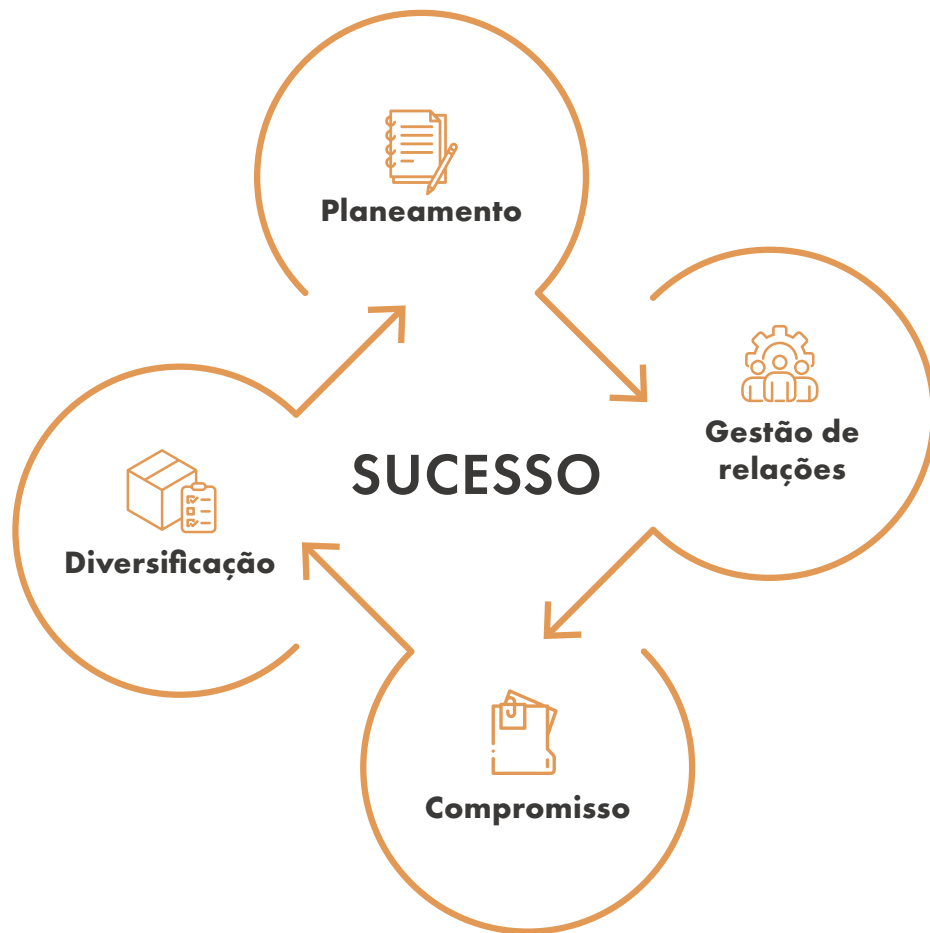 Planeamento
Gestão de
relações
SUCESSO
Diversificação
Compromisso